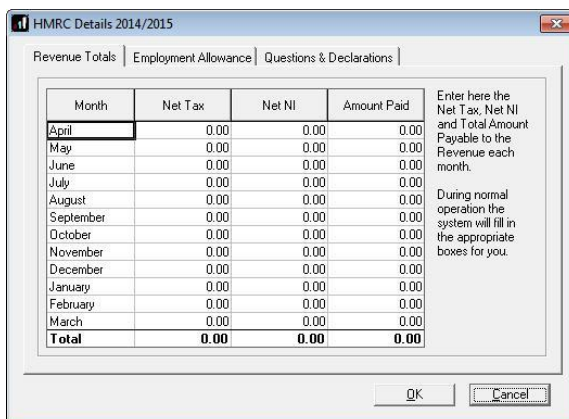 HMRC Details 2014/2015
Revenue Totals Employment Allowance Questions & Declarations
Month Net Tax Net NI Amount Paid
April 0.00 0.00 0.00
May 0.00 0.00 0.00
June 0.00 0.00 0.00
July 0.00 0.00 0.00
August 0.00 0.00 0.00
September 0.00 0.00 0.00
October 0.00 0.00 0.00
November 0.00 0.00 0.00
December 0.00 0.00 0.00
January 0.00 0.00 0.00
February 0.00 0.00 0.00
March 0.00 0.00 0.00
Total 0.00 0.00 0.00
Enter here the
Net Tax, Net NI
and Total Amount
Payable to the
Revenue each
month.
During normal
operation the
system will fill in
the appropriate
boxes for you.
OK Cancel